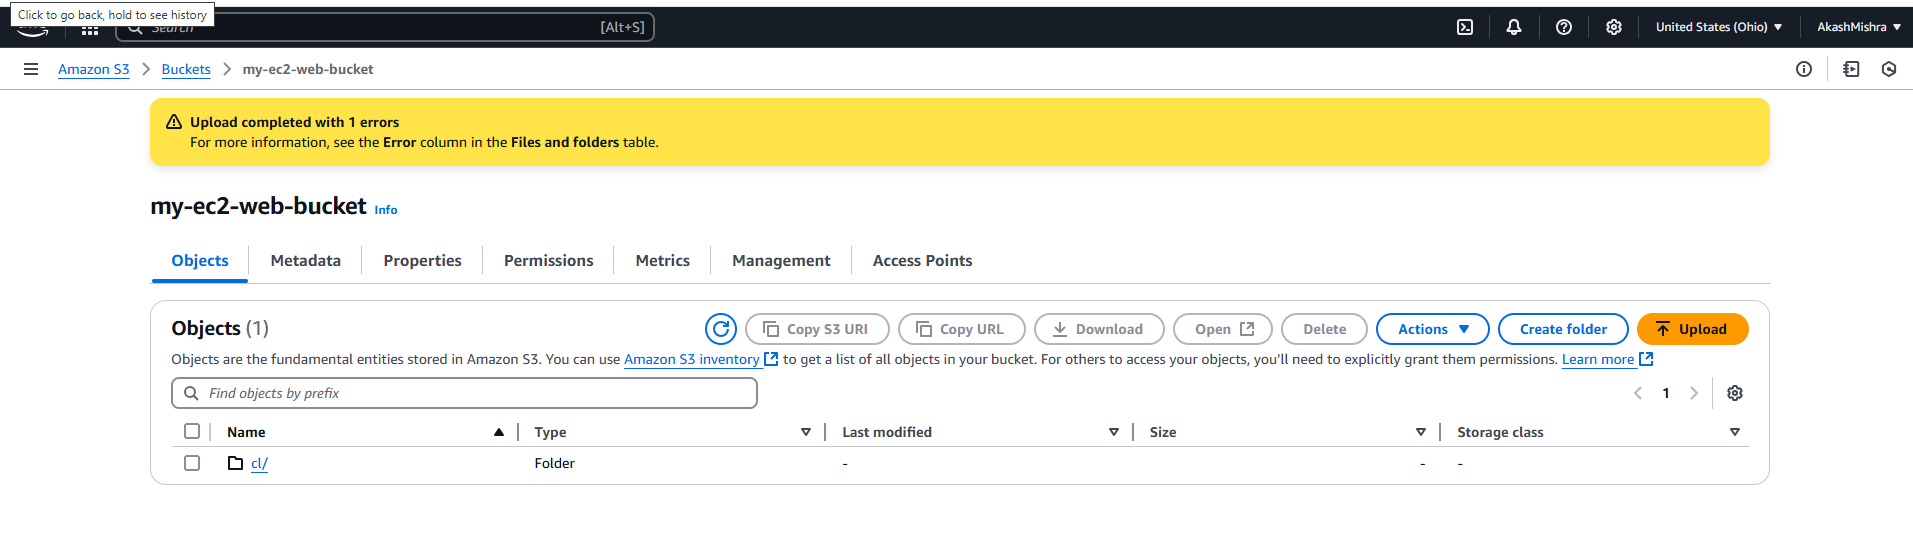 Click to go back, hold to see history
Search [Alt+S] United States (Ohio) AkashMishra
Amazon S3 Buckets my-ec2-web-bucket
Upload completed with 1 errors
For more information, see the Error column in the Files and folders table.
my-ec2-web-bucket Info
Objects Metadata Properties Permissions Metrics Management Access Points
Objects (1) Copy S3 URI Copy URL Download Open Delete Actions Create folder Upload
Objects are the fundamental entities stored in Amazon S3. You can use Amazon S3 inventory to get a list of all objects in your bucket. For others to access your objects, you'll need to explicitly grant them permissions. Learn more
Find objects by prefix 1
Name Type Last modified Size Storage class
cl/ Folder - - -